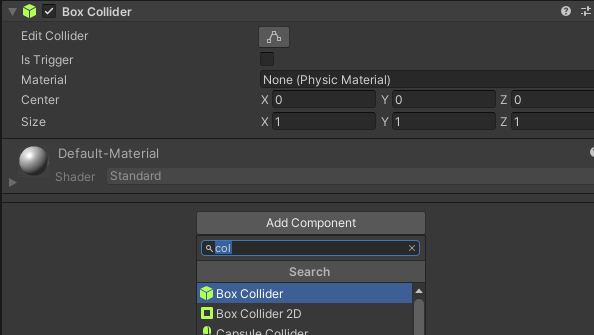 Box Collider
Edit Collider
Is Trigger
Material None (Physic Material)
Center X 0 Y 0 Z 0
Size X 1 Y 1 Z 1
Default-Material
Shader Standard
Add Component
col
Search
Box Collider
Box Collider 2D
Capsule Collider